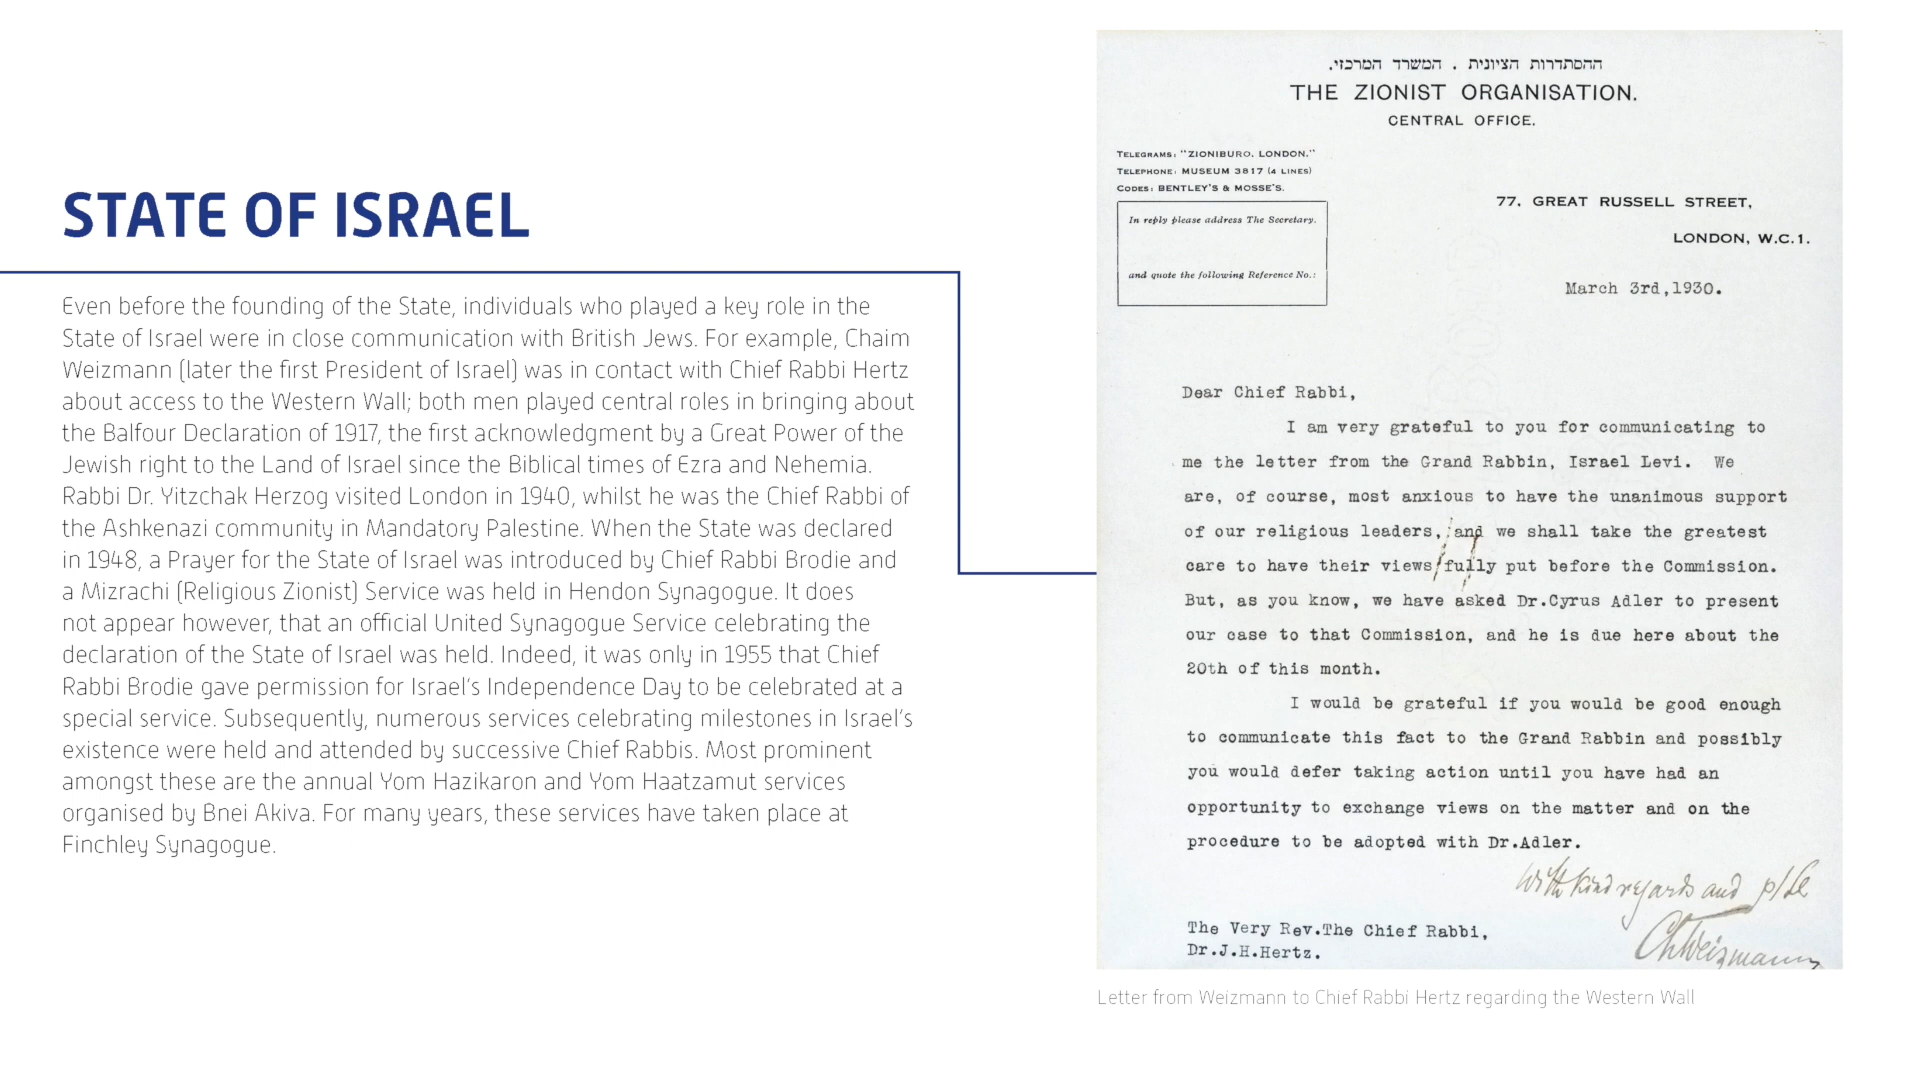 STATE OF ISRAEL
Even before the founding of the State, individuals who played a key role in the
State of Israel were in close communication with British Jews. For example, Chaim
Weizmann (later the first President of Israel) was in contact with Chief Rabbi Hertz
about access to the Western Wall; both men played central roles in bringing about
the Balfour Declaration of 1917, the first acknowledgment by a Great Power of the
Jewish right to the Land of Israel since the Biblical times of Ezra and Nehemia.
Rabbi Dr. Yitzchak Herzog visited London in 1940, whilst he was the Chief Rabbi of
the Ashkenazi community in Mandatory Palestine. When the State was declared
in 1948, a Prayer for the State of Israel was introduced by Chief Rabbi Brodie and
a Mizrachi (Religious Zionist) Service was held in Hendon Synagogue. It does
not appear however, that an official United Synagogue Service celebrating the
declaration of the State of Israel was held. Indeed, it was only in 1955 that Chief
Rabbi Brodie gave permission for Israel's Independence Day to be celebrated at a
special service. Subsequently, numerous services celebrating milestones in Israel's
existence were held and attended by successive Chief Rabbis. Most prominent
amongst these are the annual Yom Hazikaron and Yom Haatzamut services
organised by Bnei Akiva. For many years, these services have taken place at
Finchley Synagogue.
ההסתדרות הציונית . המשרד המרכזי.
THE ZIONIST ORGANISATION.
CENTRAL OFFICE.
TELEGRAMS: "ZIONIBURO, LONDON."
TELEPHONE: MUSEUM 3817 (4 LINES)
CODES: BENTLEY'S & MOSSE'S.
In reply please address The Secretary.
and quote the following Reference No.:
77, GREAT RUSSELL STREET,
LONDON, W.C.1.
March 3rd,1930.
Dear Chief Rabbi,
I am very grateful to you for communicating to
me the letter from the Grand Rabbin, Israel Levi. We
are, of course, most anxious to have the unanimous support
of our religious leaders, and we shall take the greatest
care to have their views fully put before the Commission.
But, as you know, we have asked Dr.Cyrus Adler to present
our case to that Commission, and he is due here about the
20th of this month.
I would be grateful if you would be good enough
to communicate this fact to the Grand Rabbin and possibly
you would defer taking action until you have had an
opportunity to exchange views on the matter and on the
procedure to be adopted with Dr.Adler.
With kind regards and
Ch Weizmann
The Very Rev.The Chief Rabbi,
Dr.J.H.Hertz.
Letter from Weizmann to Chief Rabbi Hertz regarding the Western Wall